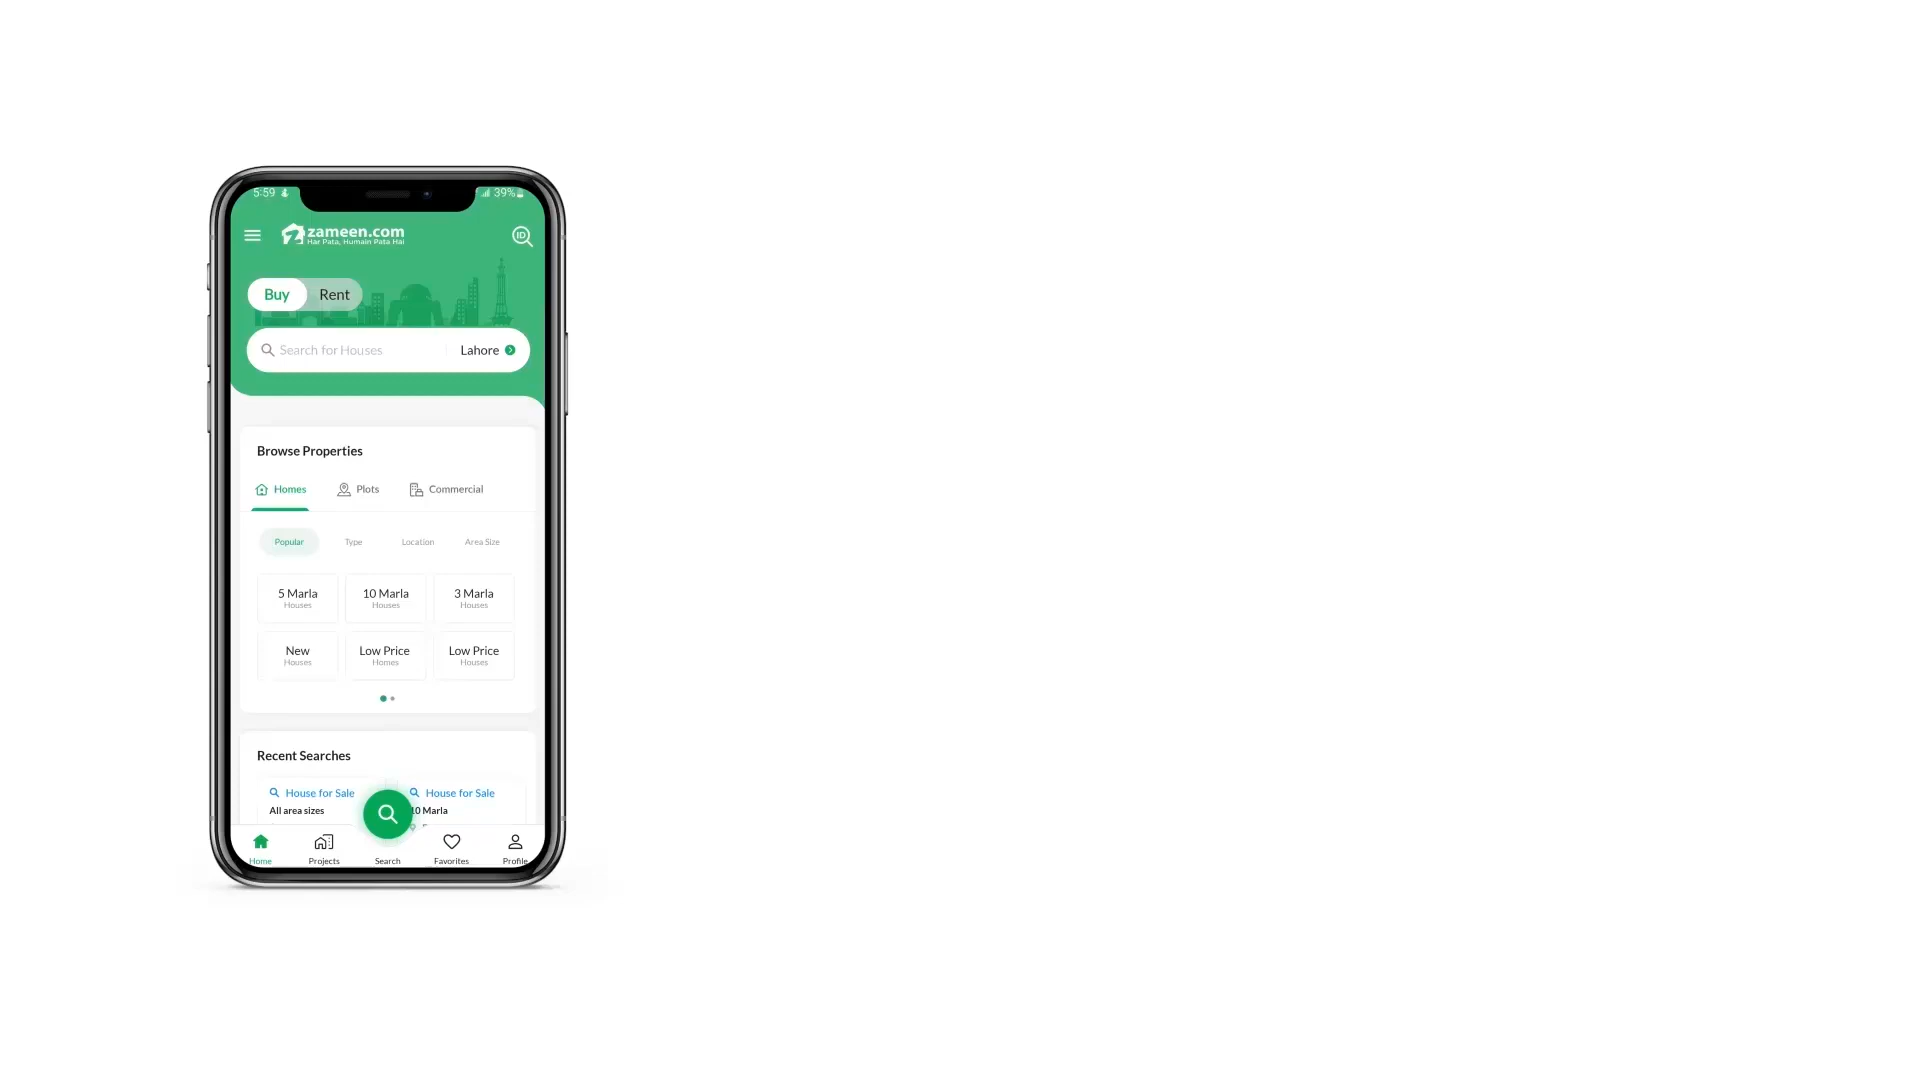 5:59 39%
zameen.com
Har Pata, Humain Pata Hai
ID
Buy Rent
Search for Houses Lahore
Browse Properties
Homes Plots Commercial
Popular Type Location Area Size
5 Marla 10 Marla 3 Marla
Houses Houses Houses
New Low Price Low Price
Houses Homes Houses
Recent Searches
House for Sale House for Sale
All area sizes 10 Marla
Home Projects Search Favorites Profile